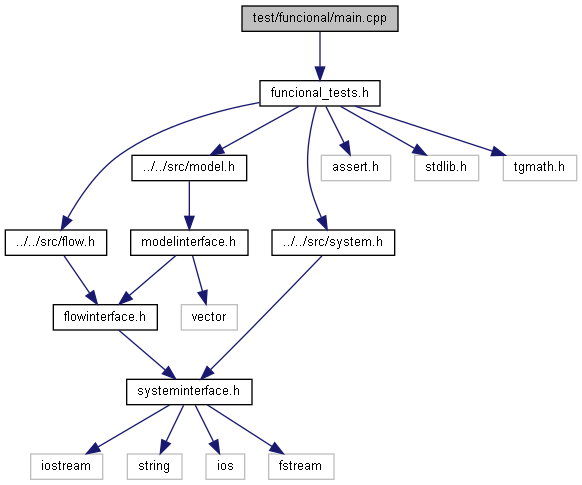 test/funcional/main.cpp
funcional_tests.h
../../src/model.h
assert.h
stdlib.h
tgmath.h
../../src/flow.h
modelinterface.h
../../src/system.h
flowinterface.h
vector
systeminterface.h
iostream
string
ios
fstream